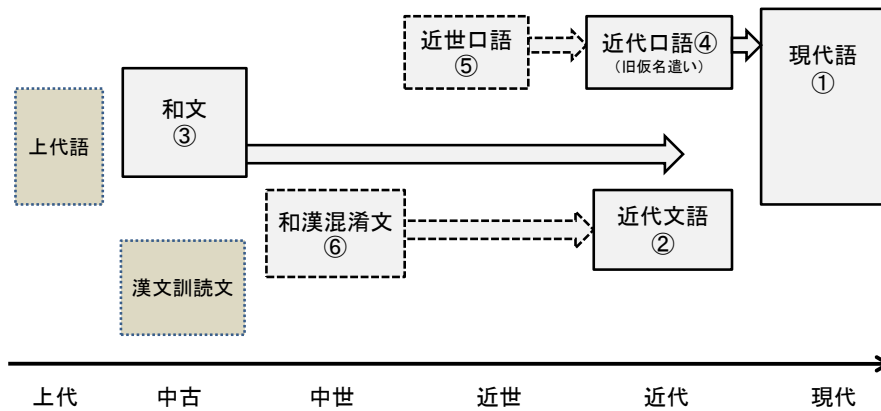 近世口語
⑤
近代口語④
（旧仮名遣い）
現代語
①
和文
③
上代語
和漢混淆文
⑥
近代文語
②
漢文訓読文
上代
中古
中世
近世
近代
現代